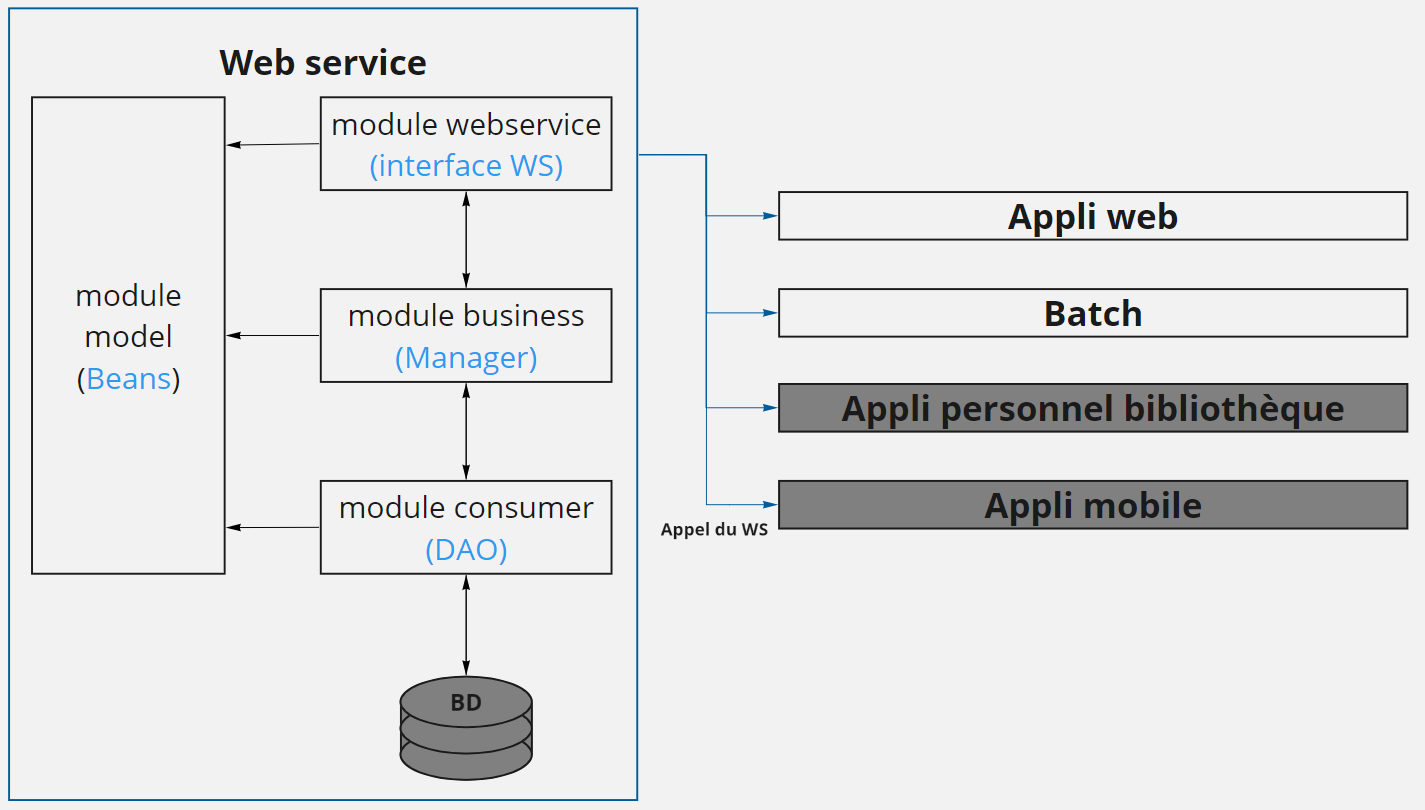 Web service
module webservice
(interface WS)
module
model
(Beans)
module business
(Manager)
module consumer
(DAO)
BD
Appli web
Batch
Appli personnel bibliothèque
Appli mobile
Appel du WS